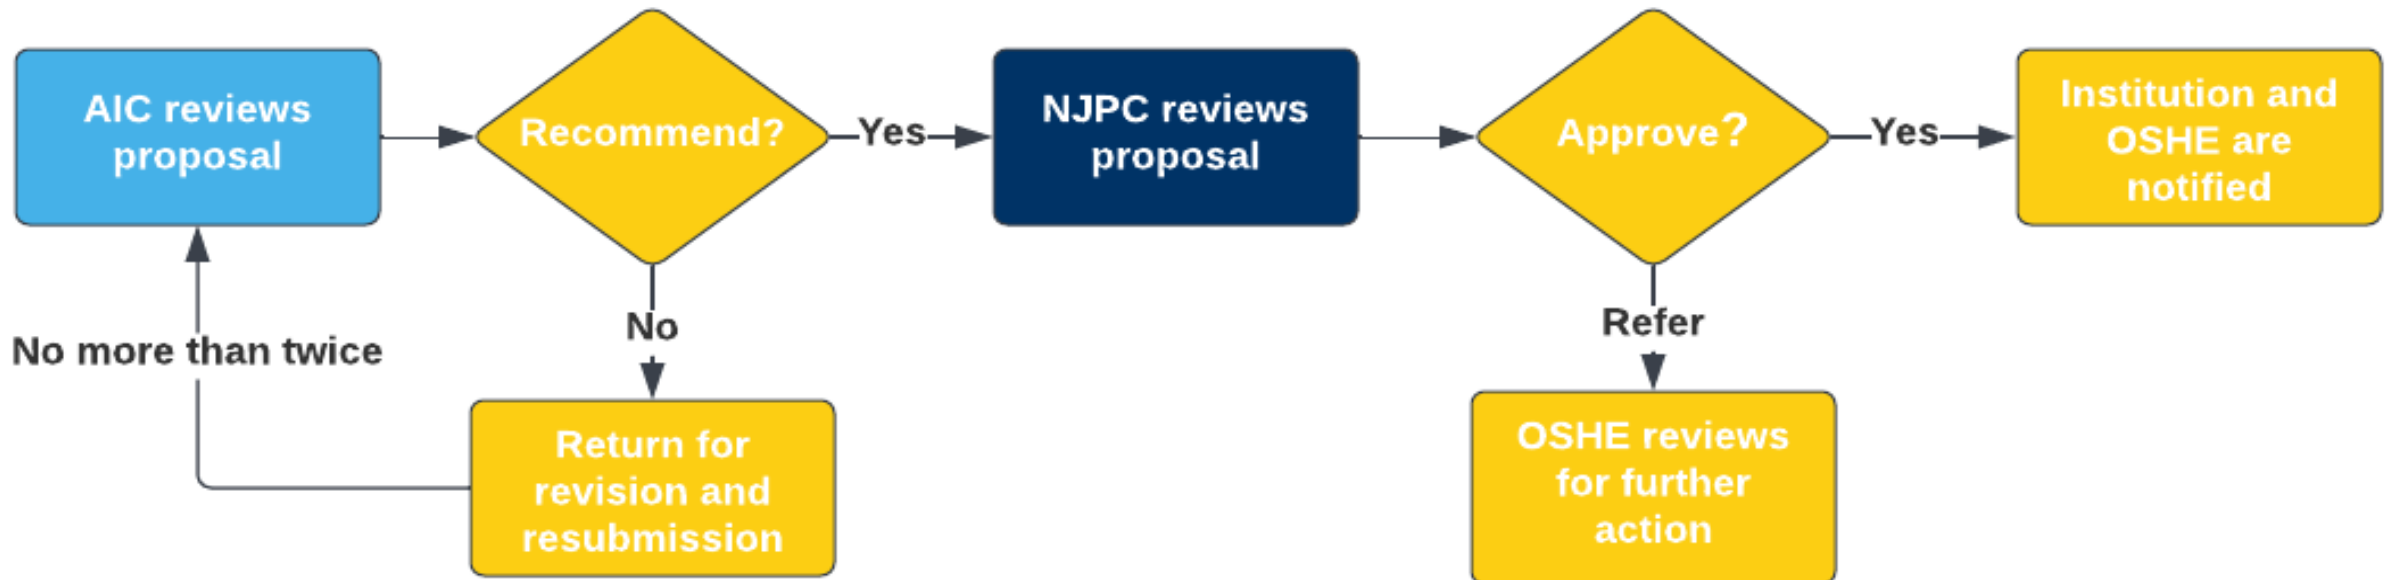 AIC reviews
proposal
Recommend?
Yes
NJPC reviews
proposal
Approve?
Yes
Institution and
OSHE are
notified
No more than twice
No
Refer
Return for
revision and
resubmission
OSHE reviews
for further
action